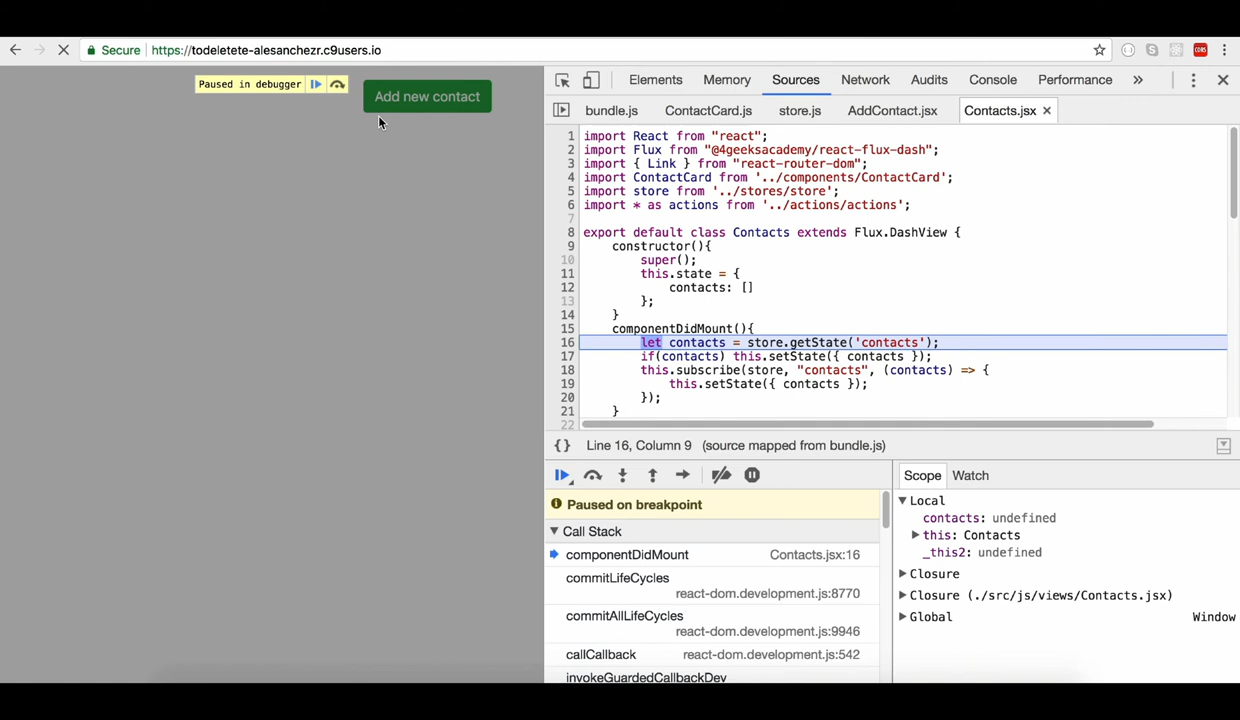 Secure https://todeletete-alesanchezr.c9users.io
CORS
Paused in debugger
Add new contact
Elements Memory Sources Network Audits Console Performance »
bundle.js ContactCard.js store.js AddContact.jsx Contacts.jsx ×
1 import React from "react";
2 import Flux from "@4geeksacademy/react-flux-dash";
3 import { Link } from "react-router-dom";
4 import ContactCard from '../components/ContactCard';
5 import store from '../stores/store';
6 import * as actions from '../actions/actions';
7
8 export default class Contacts extends Flux.DashView {
9 constructor(){
10 super();
11 this.state = {
12 contacts: []
13 };
14 }
15 componentDidMount(){
16 let contacts = store.getState('contacts');
17 if(contacts) this.setState({ contacts });
18 this.subscribe(store, "contacts", (contacts) => {
19 this.setState({ contacts });
20 });
21 }
22
{} Line 16, Column 9 (source mapped from bundle.js)
Paused on breakpoint
Call Stack
componentDidMount Contacts.jsx:16
commitLifeCycles
react-dom.development.js:8770
commitAllLifeCycles
react-dom.development.js:9946
callCallback react-dom.development.js:542
invokeGuardedCallbackDev
Scope Watch
Local
contacts: undefined
this: Contacts
_this2: undefined
Closure
Closure (./src/js/views/Contacts.jsx)
Global Window